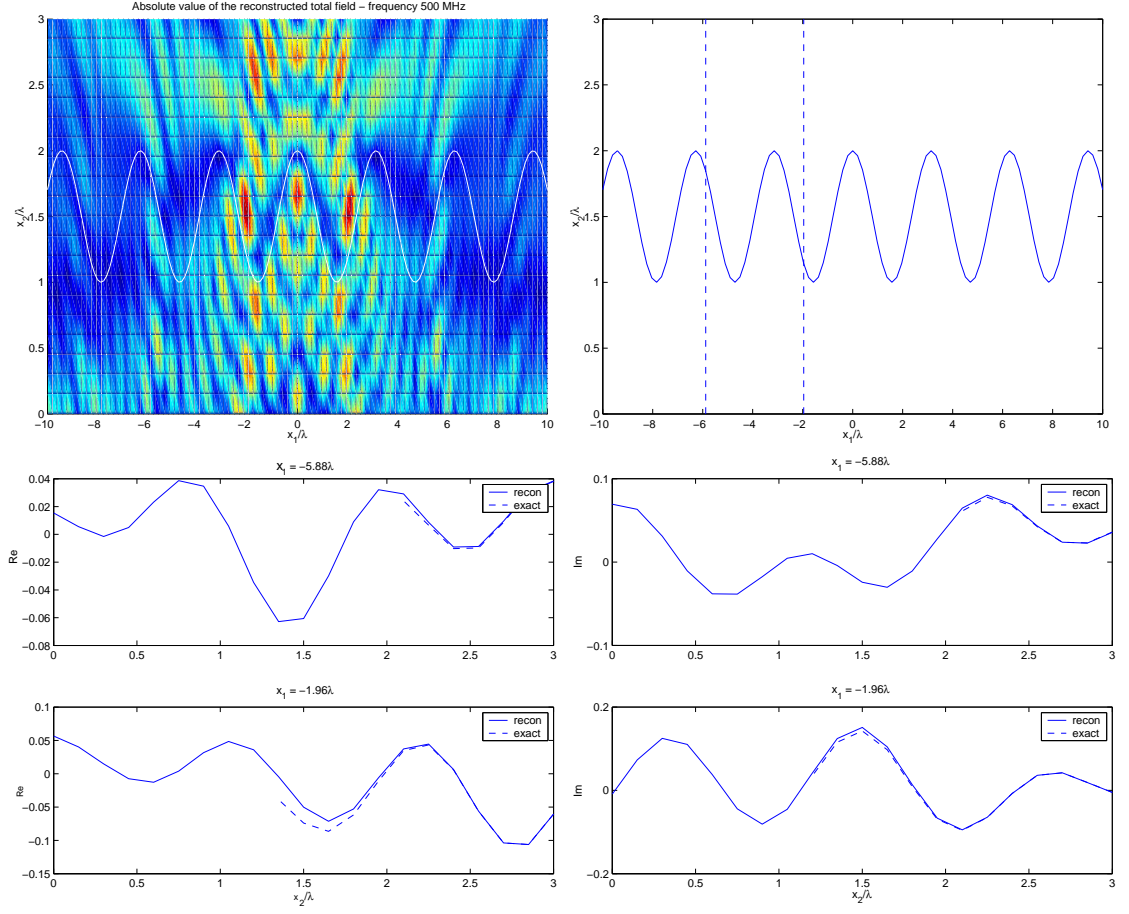 Absolute value of the reconstructed total field − frequency 500 MHz
3
2.5
2
1.5
1
0.5
0
x2/λ
−10 −8 −6 −4 −2 0 2 4 6 8 10
x1/λ
3
2.5
2
1.5
1
0.5
0
x2/λ
−10 −8 −6 −4 −2 0 2 4 6 8 10
x1/λ
x1 = −5.88λ
0.04
0.02
0
−0.02
−0.04
−0.06
−0.08
Re
0 0.5 1 1.5 2 2.5 3
recon
exact
x1 = −5.88λ
0.1
0
−0.1
Im
0 0.5 1 1.5 2 2.5 3
recon
exact
x1 = −1.96λ
0.1
0.05
0
−0.05
−0.1
−0.15
Re
0 0.5 1 1.5 2 2.5 3
x2/λ
recon
exact
x1 = −1.96λ
0.2
0
−0.2
Im
0 0.5 1 1.5 2 2.5 3
x2/λ
recon
exact